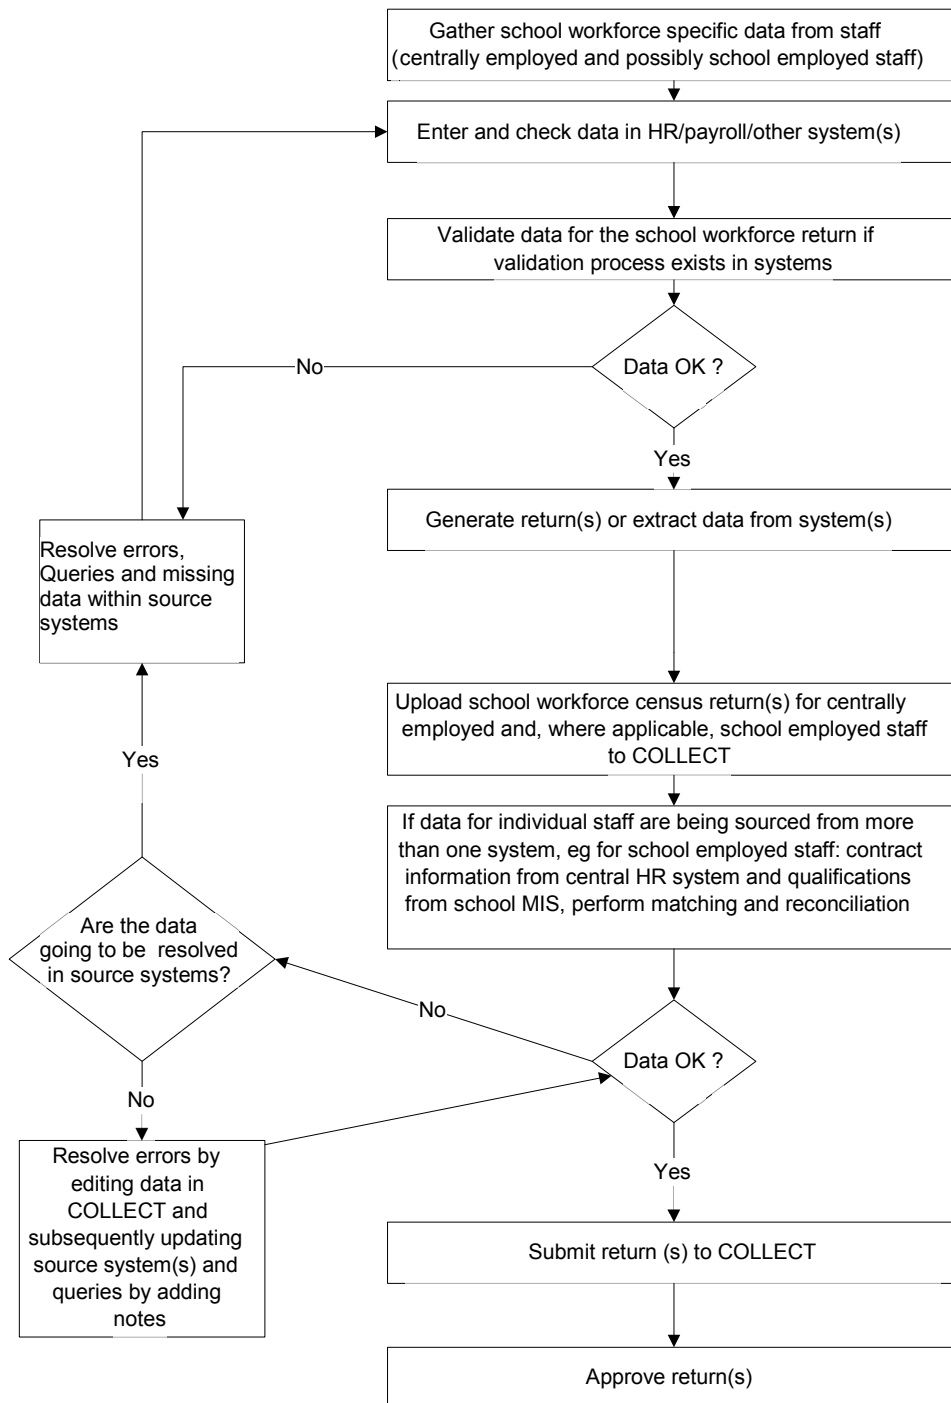 Gather school workforce specific data from staff
(centrally employed and possibly school employed staff)
Enter and check data in HR/payroll/other system(s)
Validate data for the school workforce return if
validation process exists in systems
No
Data OK ?
Yes
Generate return(s) or extract data from system(s)
Resolve errors,
Queries and missing
data within source
systems
Upload school workforce census return(s) for centrally
employed and, where applicable, school employed staff
to COLLECT
Yes
If data for individual staff are being sourced from more
than one system, eg for school employed staff: contract
information from central HR system and qualifications
from school MIS, perform matching and reconciliation
Are the data
going to be  resolved
in source systems?
No
Data OK ?
No
Resolve errors by
editing data in
COLLECT and
subsequently updating
source system(s) and
queries by adding
notes
Yes
Submit return (s) to COLLECT
Approve return(s)